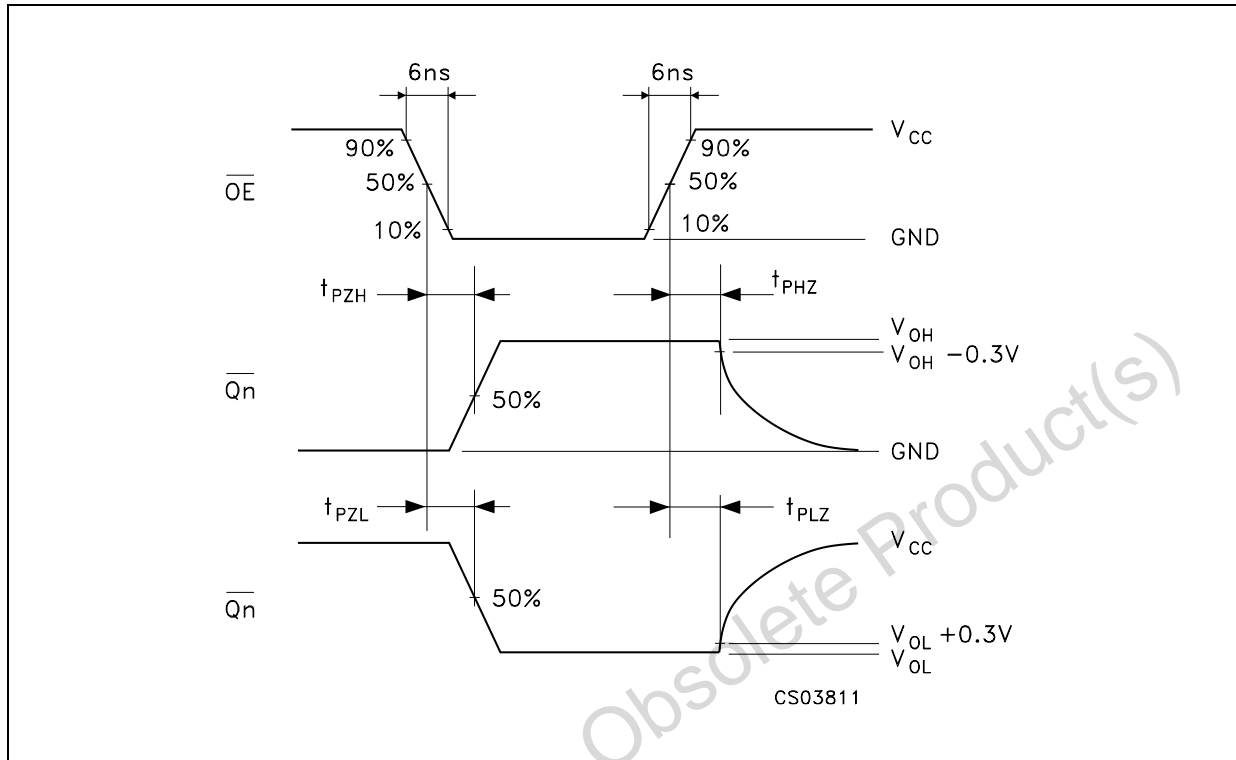 6ns 6ns
90% 90% V_CC
OE 50% 50%
10% 10% GND
t_PZH t_PHZ
V_OH
V_OH −0.3V
Qn 50%
GND
t_PZL t_PLZ
V_CC
Qn 50%
V_OL +0.3V
V_OL
CS03811
Obsolete Product(s)